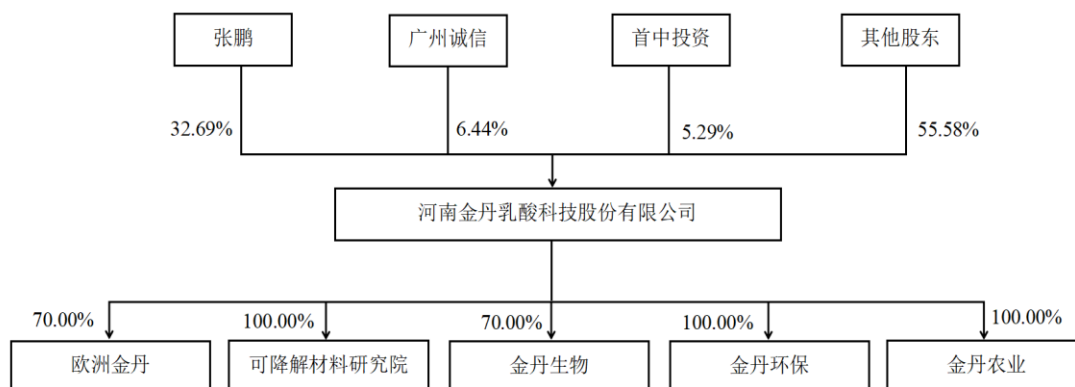 张鹏
广州诚信
首中投资
其他股东
32.69%
6.44%
5.29%
55.58%
河南金丹乳酸科技股份有限公司
70.00%
100.00%
70.00%
100.00%
100.00%
欧洲金丹
可降解材料研究院
金丹生物
金丹环保
金丹农业